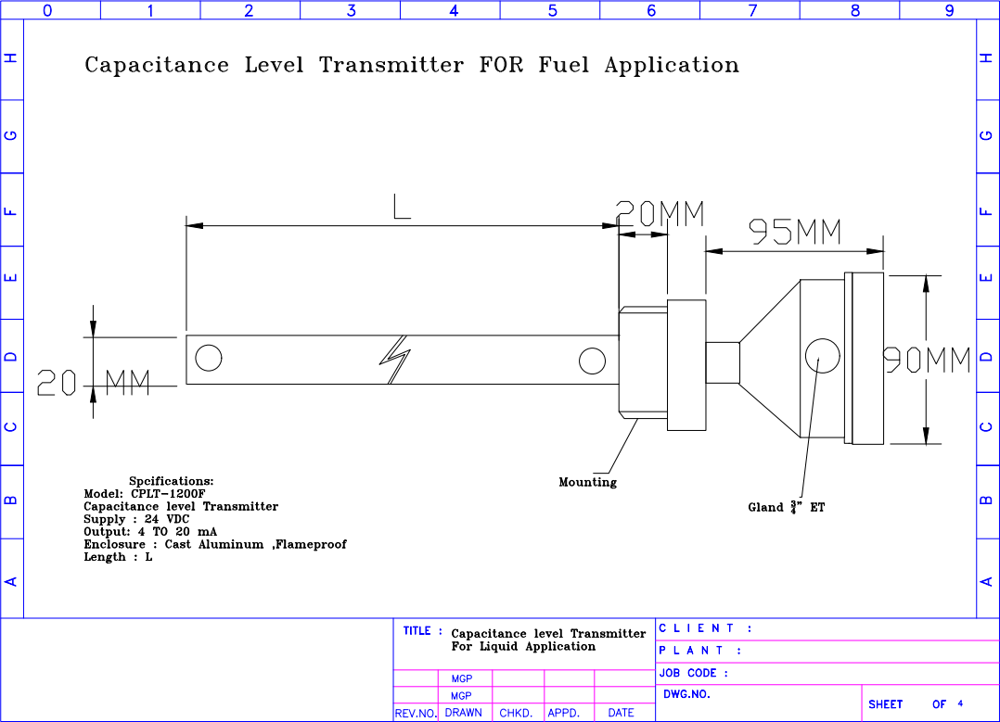 0 1 2 3 4 5 6 7 8 9
H H
Capacitance Level Transmitter FOR Fuel Application
G G
F F
L
20MM
95MM
E E
D D
20 MM
90MM
C C
Mounting
Gland 3/4" ET
B B
Spcifications:
Model: CPLT-1200F
Capacitance level Transmitter
Supply : 24 VDC
Output: 4 TO 20 mA
Enclosure : Cast Aluminum ,Flameproof
Length : L
A A
TITLE : Capacitance level Transmitter
For Liquid Application
CLIENT :
PLANT :
JOB CODE :
DWG.NO.
SHEET OF 4
MGP
MGP
REV.NO. DRAWN CHKD. APPD. DATE